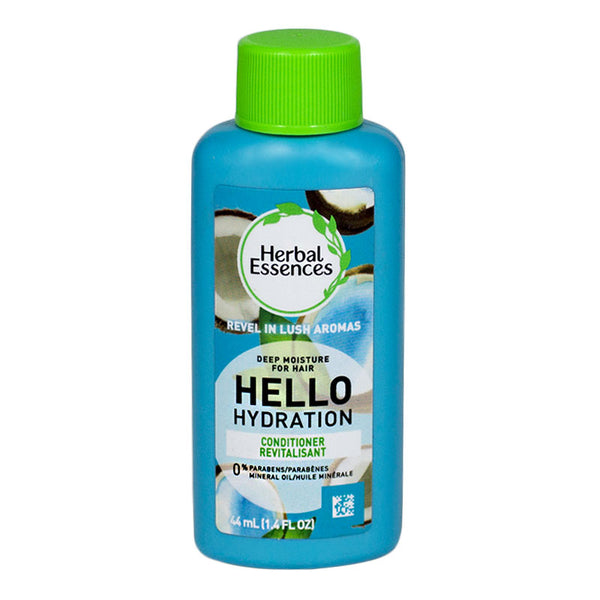 Herbal
Essences
REVEL IN LUSH AROMAS
DEEP MOISTURE
FOR HAIR
HELLO
HYDRATION
CONDITIONER
REVITALISANT
0% PARABENS/PARABÈNES
MINERAL OIL/HUILE MINÉRALE
44 mL (1.4 FL OZ)